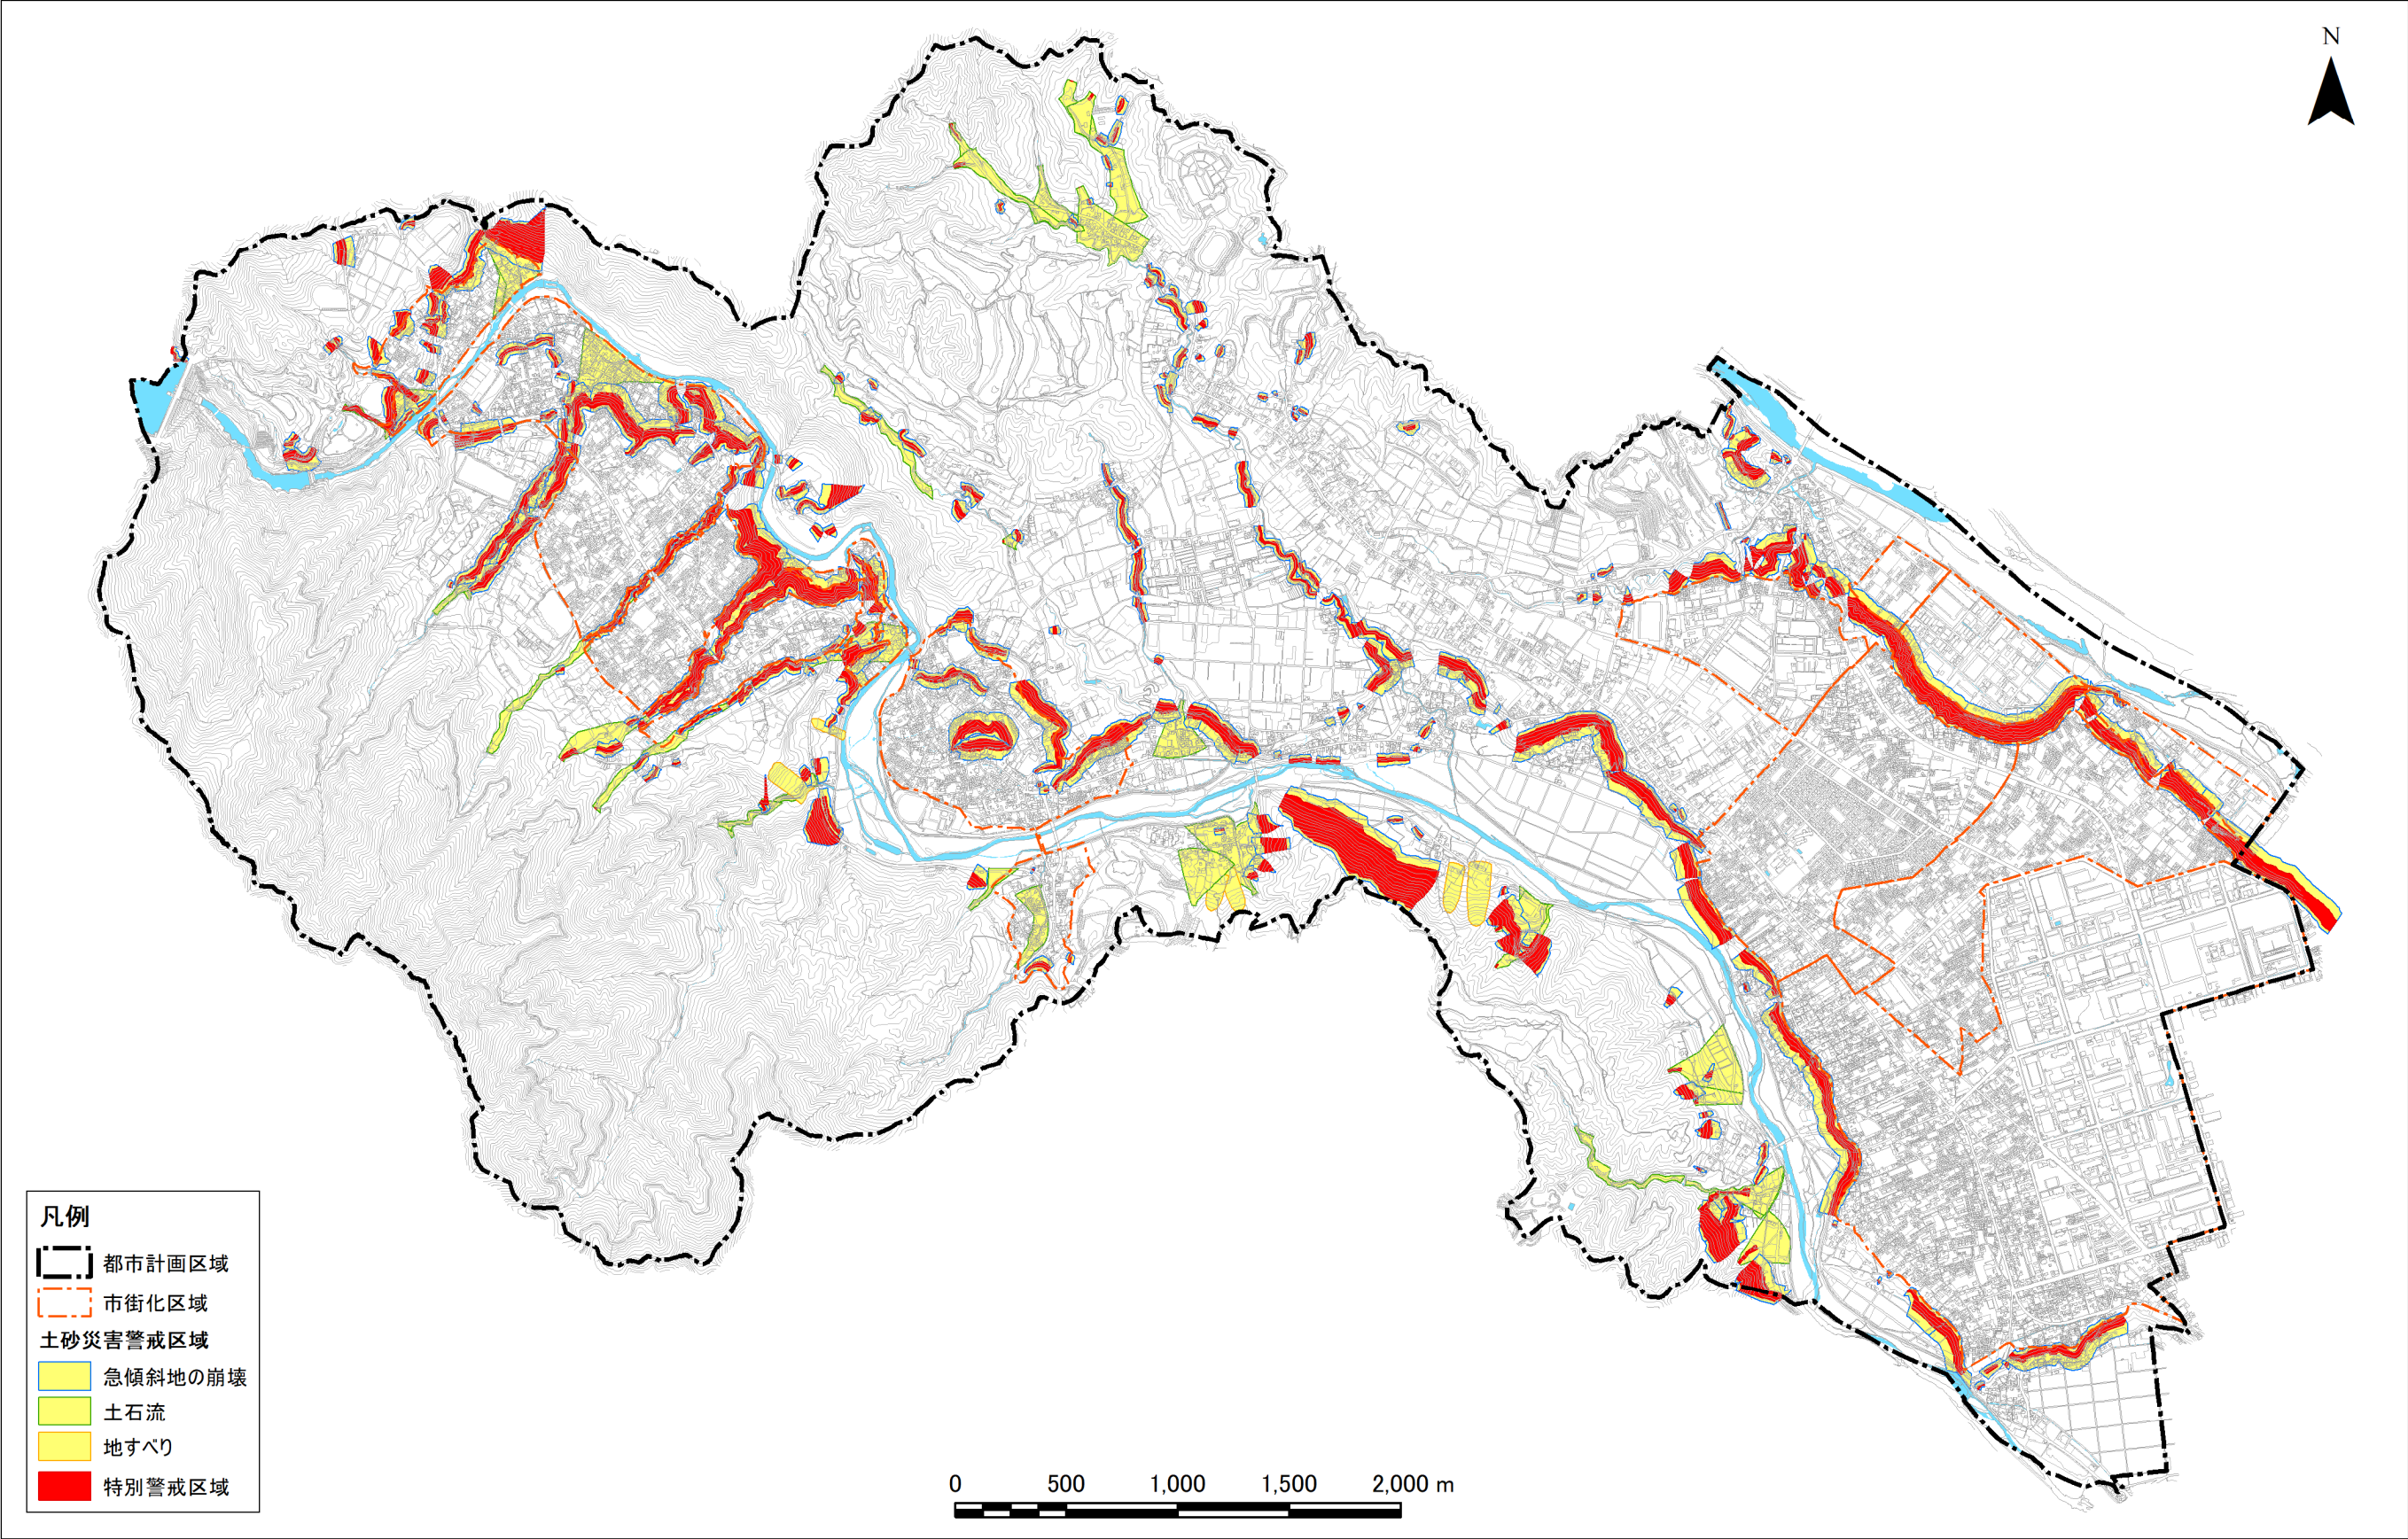 N
凡例
都市計画区域
市街化区域
土砂災害警戒区域
急傾斜地の崩壊
土石流
地すべり
特別警戒区域
0 500 1,000 1,500 2,000 m